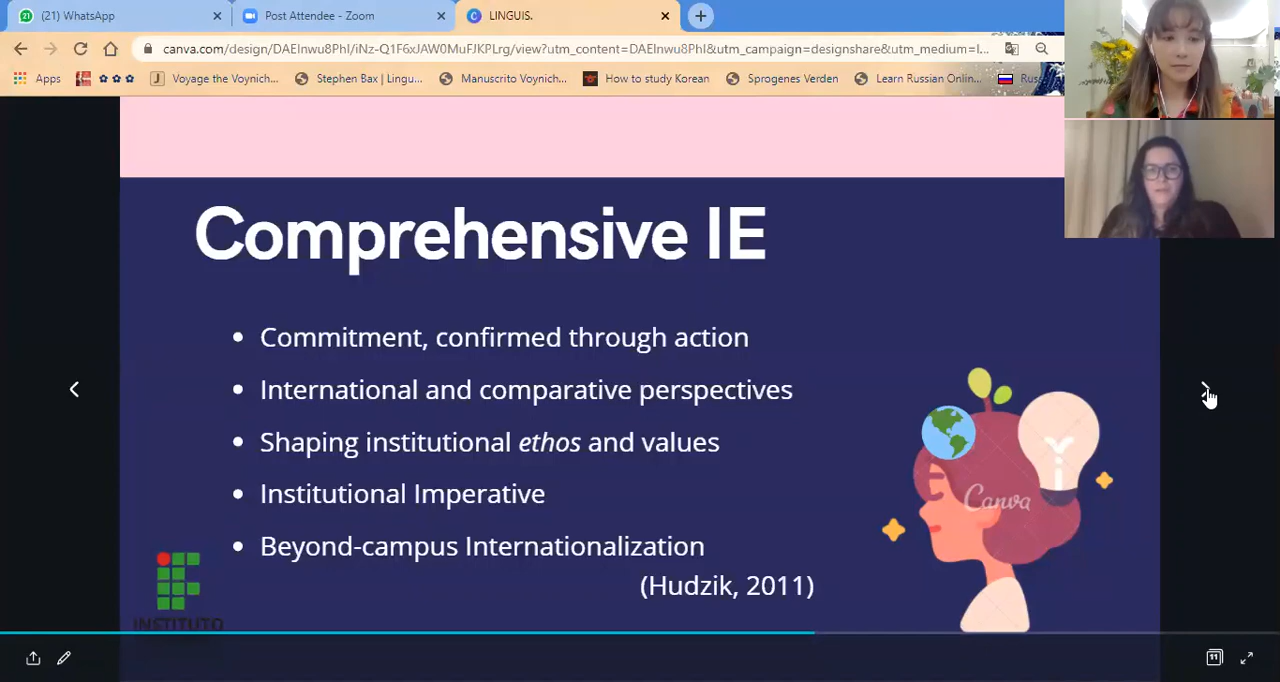 (21) WhatsApp
Post Attendee - Zoom
LINGUIS.
canva.com/design/DAEInwu8PhI/iNz-Q1F6xJAW0MuFJKPLrg/view?utm_content=DAEInwu8PhI&utm_campaign=designshare&utm_medium=l...
Apps
Voyage the Voynich...
Stephen Bax | Lingu...
Manuscrito Voynich...
How to study Korean
Sprogenes Verden
Learn Russian Onlin...
Comprehensive IE
• Commitment, confirmed through action
• International and comparative perspectives
• Shaping institutional ethos and values
• Institutional Imperative
• Beyond-campus Internationalization
(Hudzik, 2011)
Canva
INSTITUTO
11